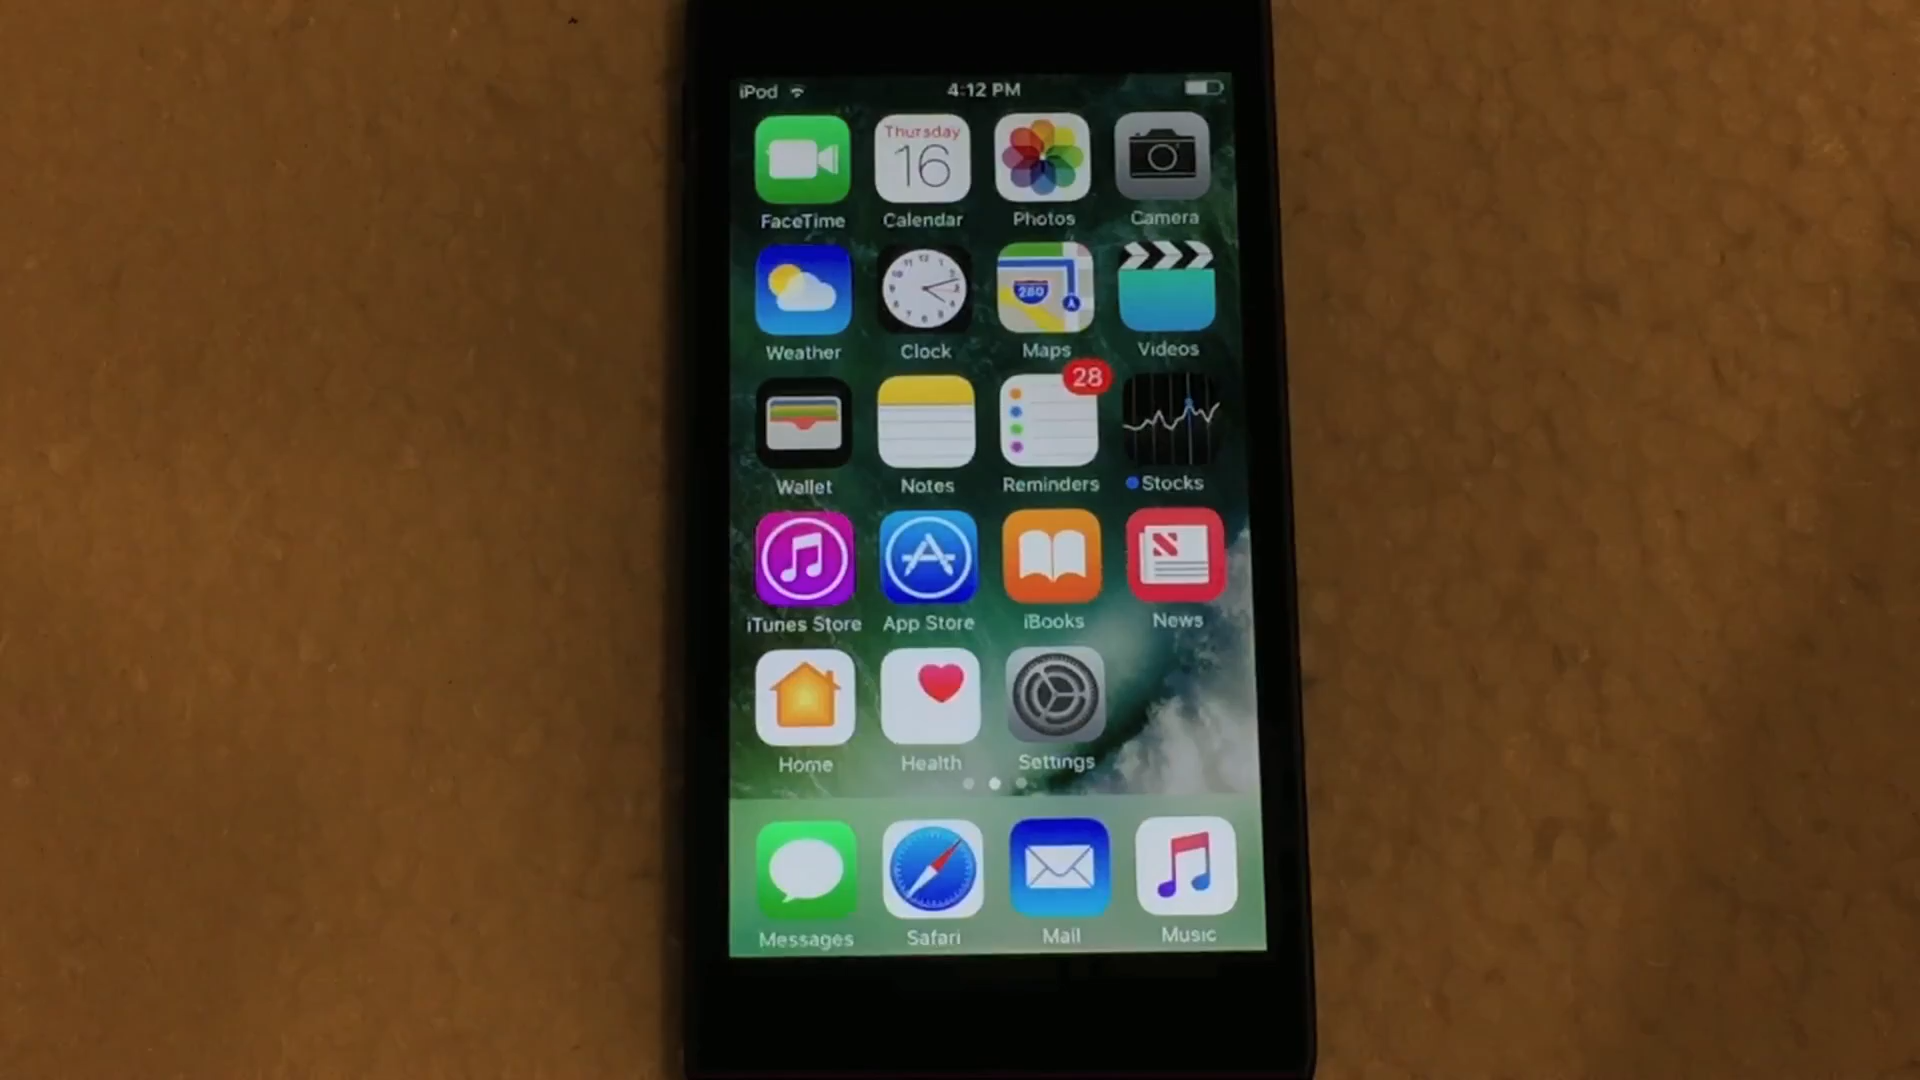 iPod 4:12 PM
Thursday
16
FaceTime Calendar Photos Camera
280
Weather Clock Maps Videos
28
Wallet Notes Reminders Stocks
iTunes Store App Store iBooks News
Home Health Settings
Messages Safari Mail Music